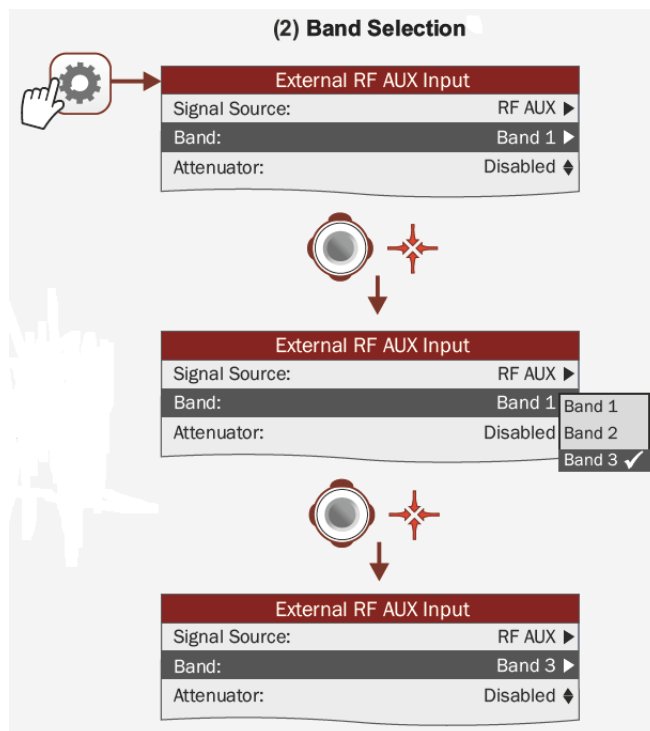 (2) Band Selection
External RF AUX Input
Signal Source: RF AUX
Band: Band 1
Attenuator: Disabled
External RF AUX Input
Signal Source: RF AUX
Band: Band 1
Band 1
Attenuator: Disabled
Band 2
Band 3
External RF AUX Input
Signal Source: RF AUX
Band: Band 3
Attenuator: Disabled